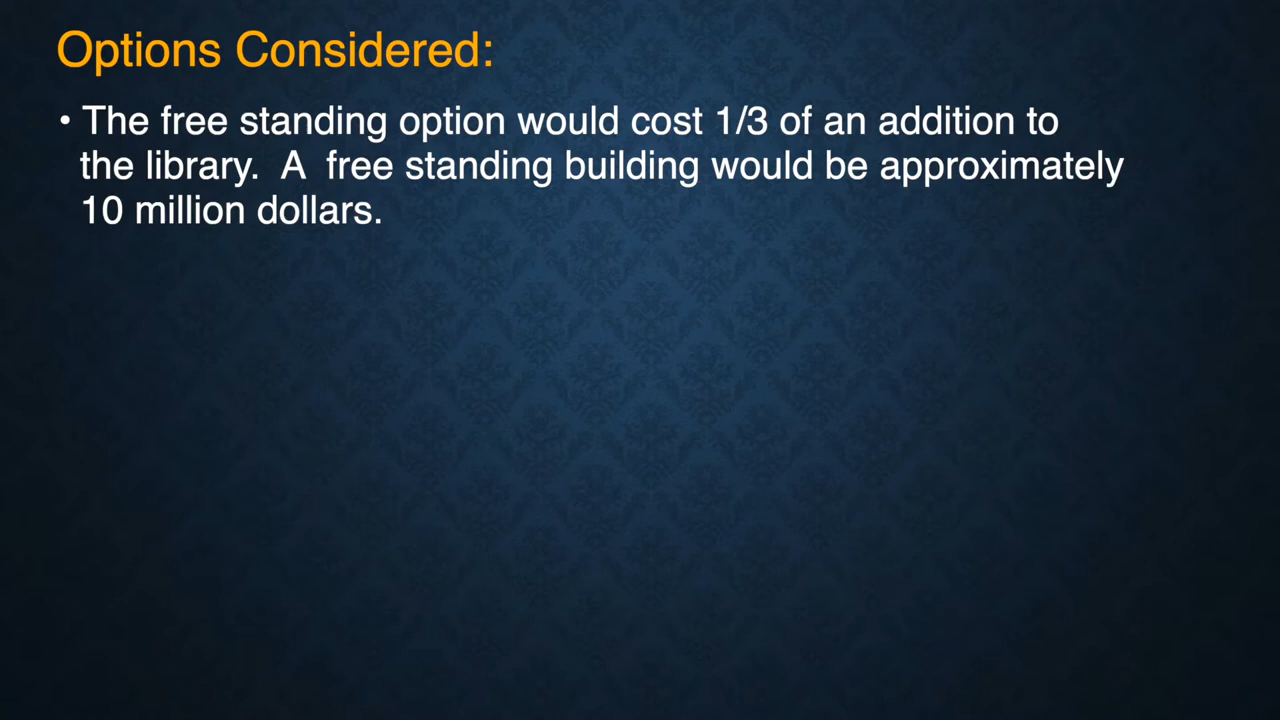 Options Considered:
• The free standing option would cost 1/3 of an addition to
the library.  A  free standing building would be approximately
10 million dollars.